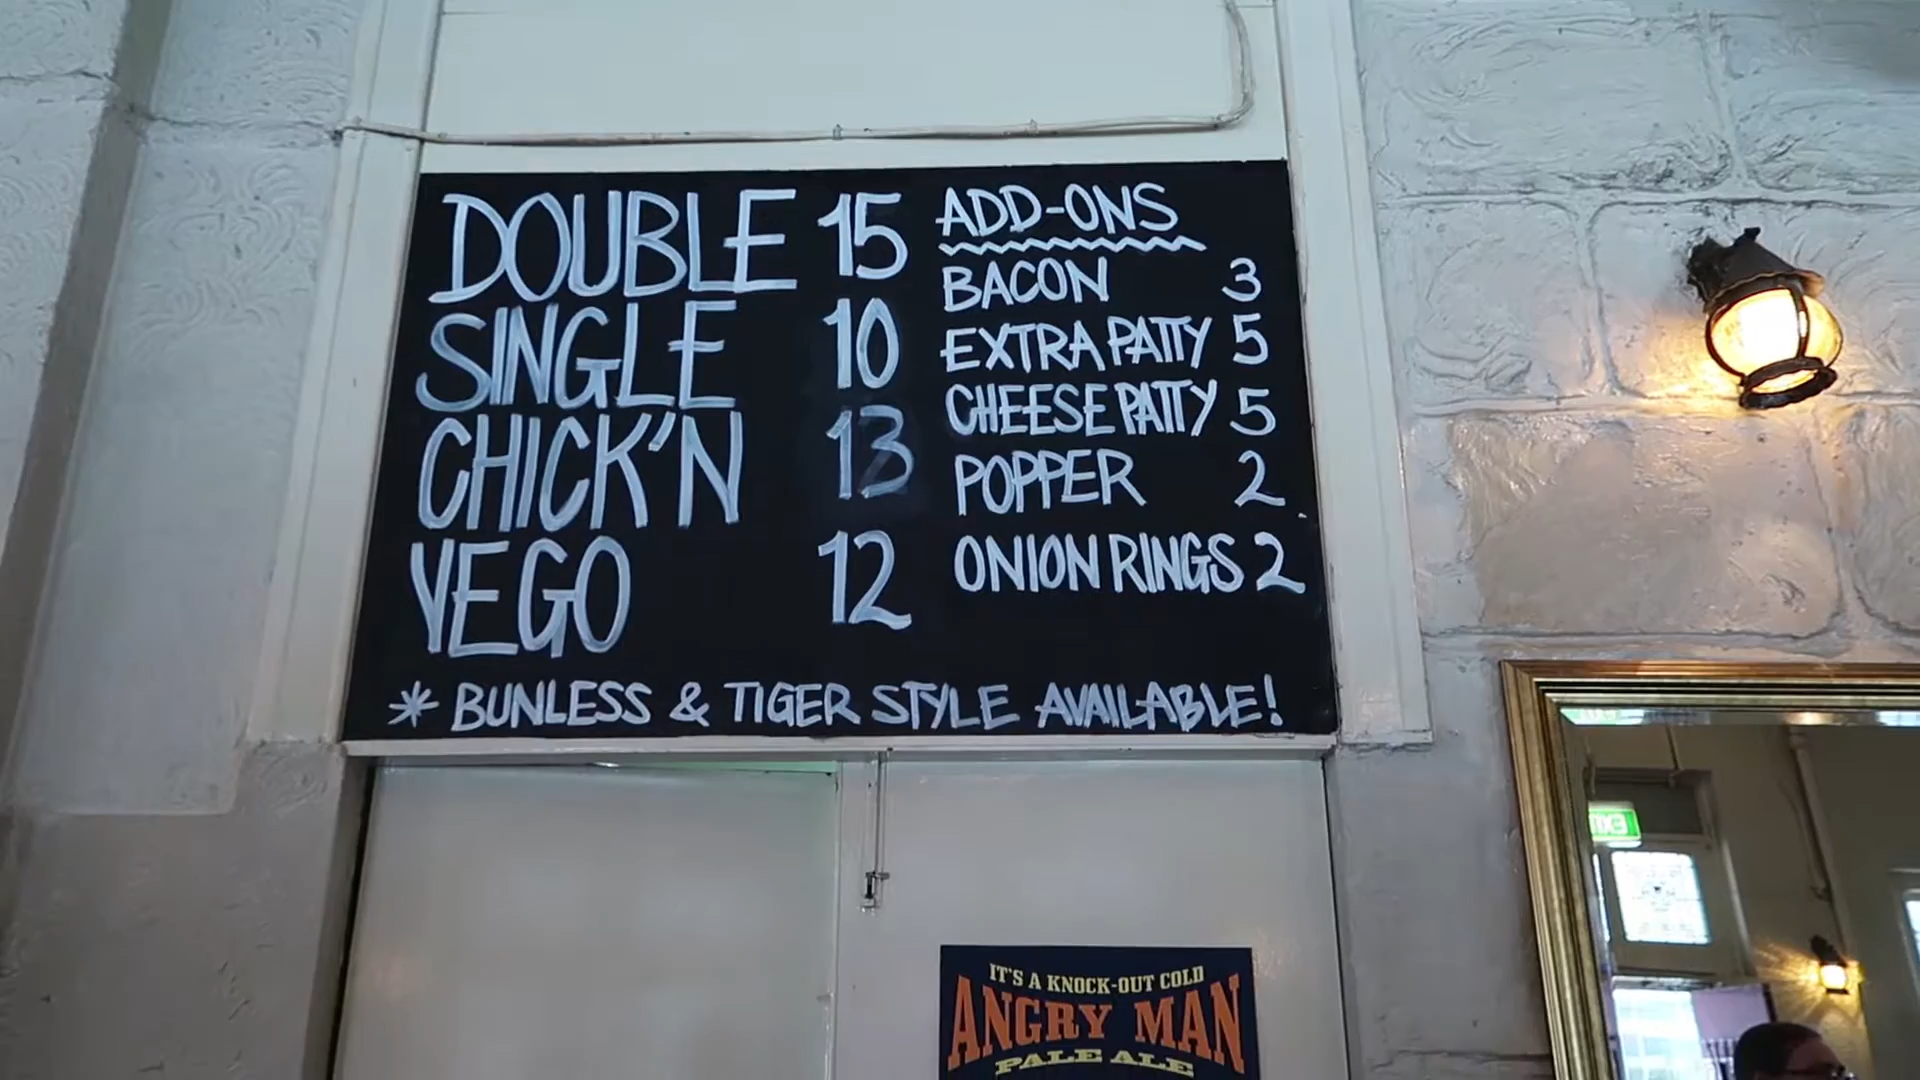 DOUBLE 15
SINGLE 10
CHICK'N 13
VEGO 12
ADD-ONS
BACON 3
EXTRA PATTY 5
CHEESE PATTY 5
POPPER 2
ONION RINGS 2
* BUNLESS & TIGER STYLE AVAILABLE!
IT'S A KNOCK-OUT COLD
ANGRY MAN
PALE ALE
EXIT